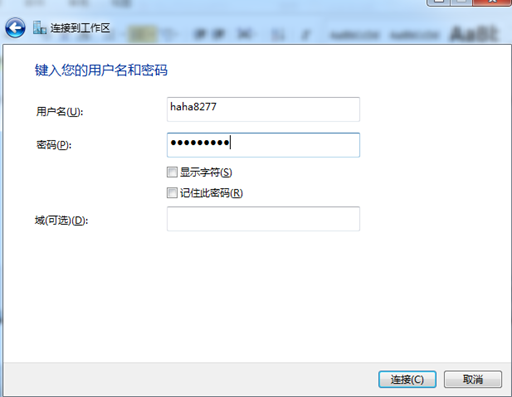 连接到工作区
键入您的用户名和密码
用户名(U):
haha8277
密码(P):
●●●●●●●●●
显示字符(S)
记住此密码(R)
域(可选)(D):
连接(C)
取消